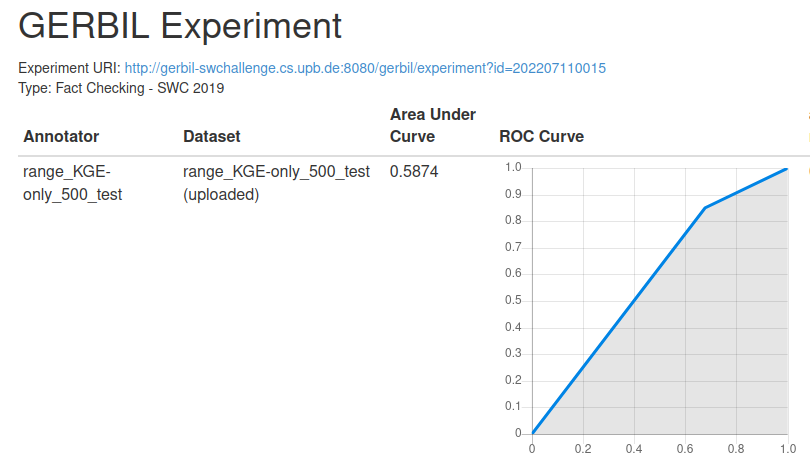 GERBIL Experiment
Experiment URI: http://gerbil-swchallenge.cs.upb.de:8080/gerbil/experiment?id=202207110015
Type: Fact Checking - SWC 2019
Annotator Dataset Area Under Curve ROC Curve
range_KGE-only_500_test range_KGE-only_500_test (uploaded) 0.5874
1.0
0.9
0.8
0.7
0.6
0.5
0.4
0.3
0.2
0.1
0
0 0.2 0.4 0.6 0.8 1.0